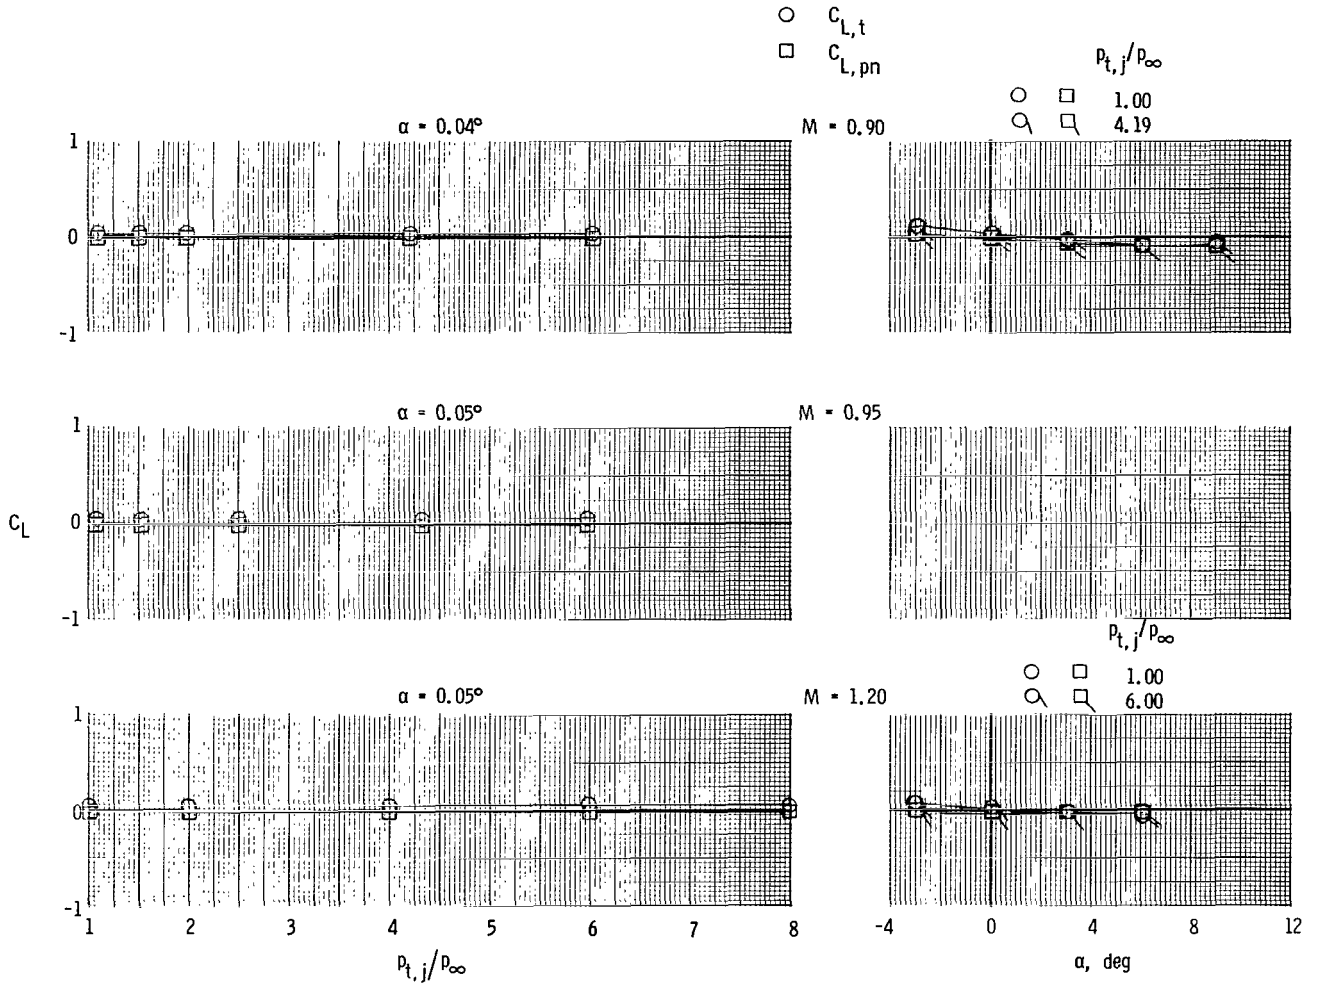 C_L,t
C_L,pn
p_t,j/p_∞
1.00
4.19
α = 0.04°
M = 0.90
1
0
-1
α = 0.05°
M = 0.95
1
C_L
0
-1
p_t,j/p_∞
1.00
6.00
α = 0.05°
M = 1.20
1
0
-1
1 2 3 4 5 6 7 8
-4 0 4 8 12
p_t,j/p_∞
α, deg